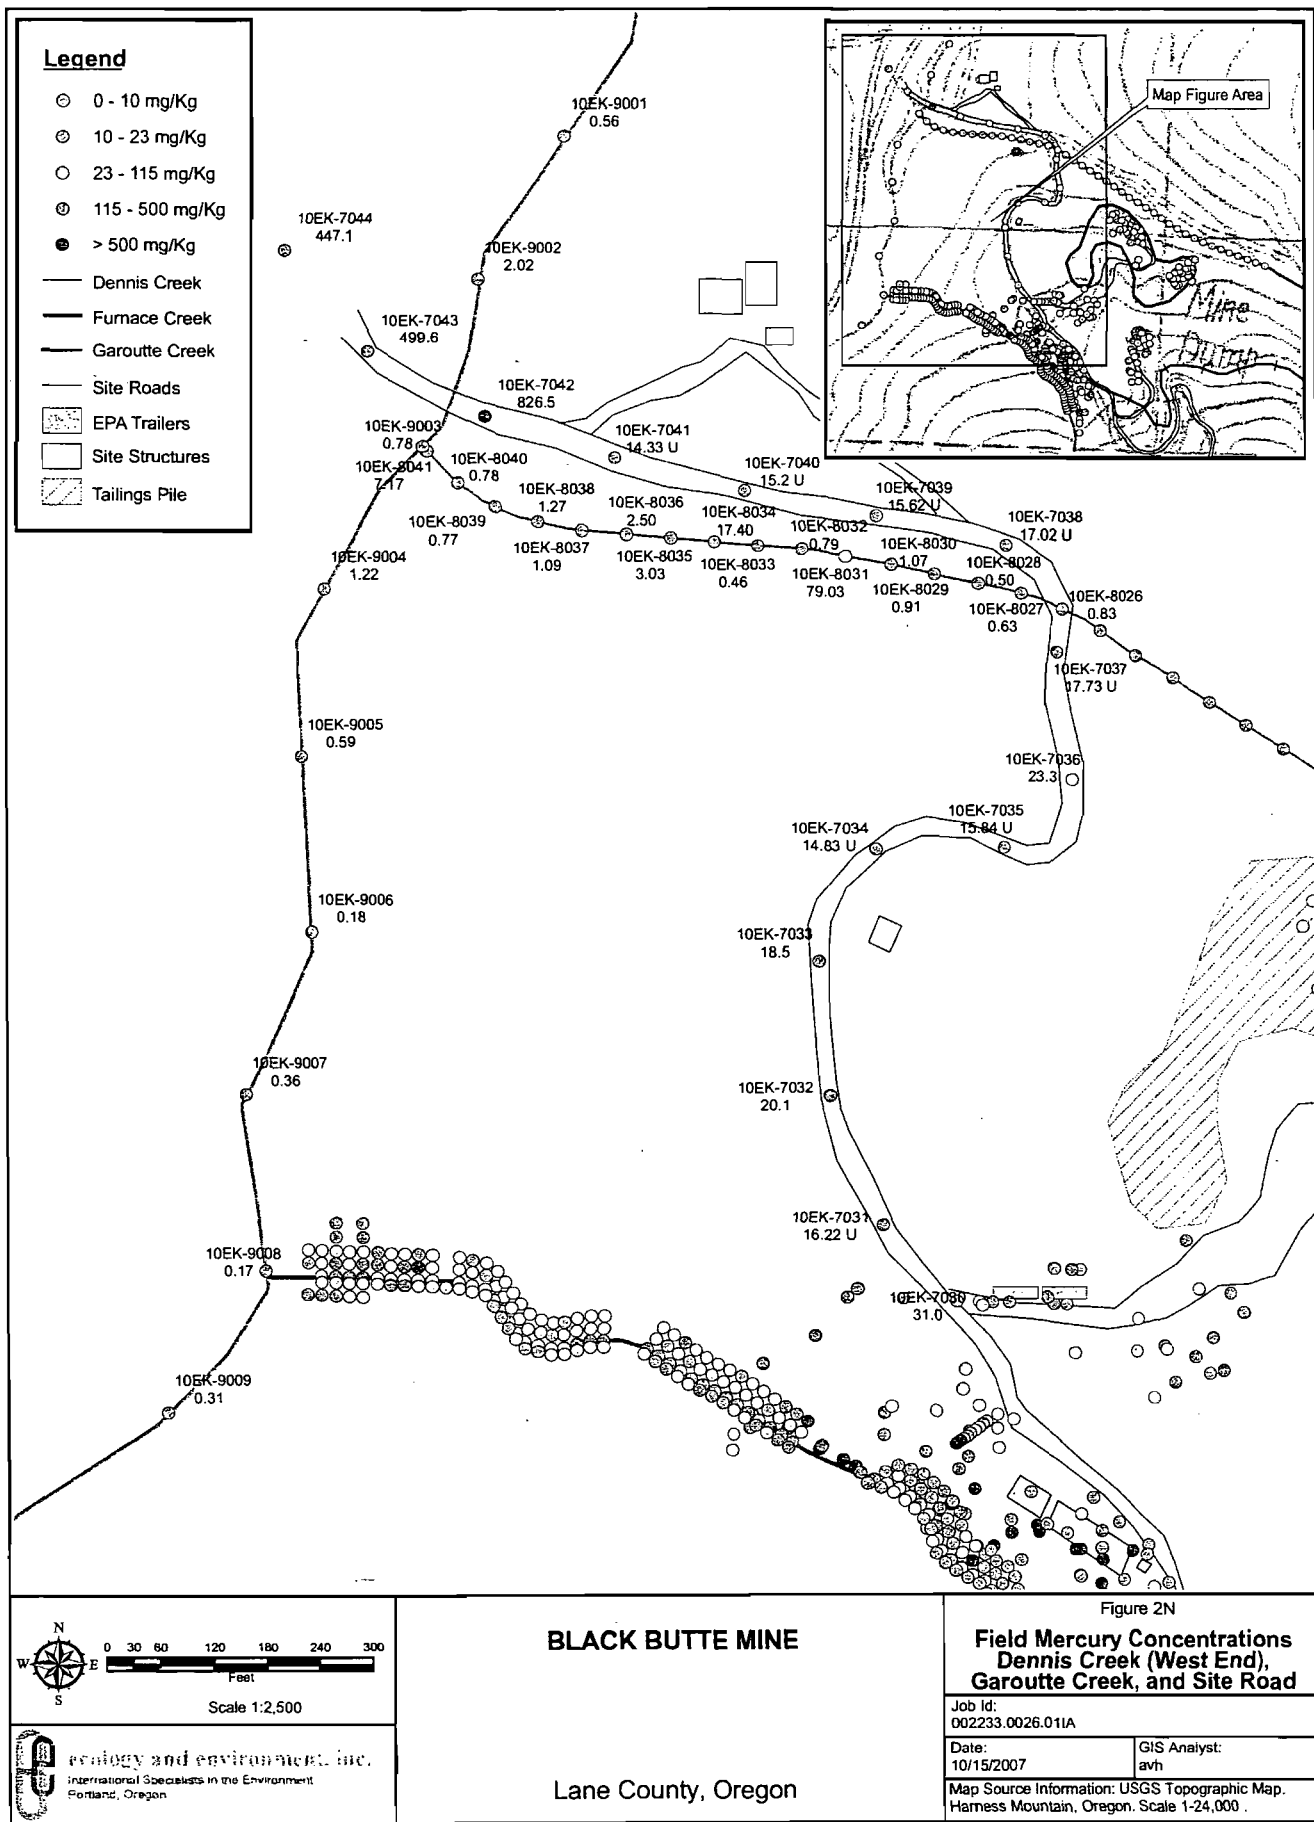 Legend
0 - 10 mg/Kg
10 - 23 mg/Kg
23 - 115 mg/Kg
115 - 500 mg/Kg
> 500 mg/Kg
Dennis Creek
Furnace Creek
Garoutte Creek
Site Roads
EPA Trailers
Site Structures
Tailings Pile
Map Figure Area
Mine
Dump
10EK-9001
0.56
10EK-7044
447.1
10EK-9002
2.02
10EK-7043
499.6
10EK-7042
826.5
10EK-9003
0.78
10EK-7041
14.33 U
10EK-8041
7.17
10EK-8040
0.78
10EK-7040
15.2 U
10EK-7039
15.62 U
10EK-8039
0.77
10EK-8038
1.27
10EK-8036
2.50
10EK-8034
17.40
10EK-8032
0.79
10EK-7038
17.02 U
10EK-8037
1.09
10EK-8035
3.03
10EK-8033
0.46
10EK-8031
79.03
10EK-8030
1.07
10EK-8029
0.91
10EK-8028
0.50
10EK-8027
0.63
10EK-8026
0.83
10EK-9004
1.22
10EK-7037
17.73 U
10EK-9005
0.59
10EK-7036
23.3
10EK-7035
15.84 U
10EK-7034
14.83 U
10EK-9006
0.18
10EK-7033
18.5
10EK-9007
0.36
10EK-7032
20.1
10EK-7031
16.22 U
10EK-9008
0.17
10EK-7030
31.0
10EK-9009
0.31
N
W E
S
0 30 60 120 180 240 300
Feet
Scale 1:2,500
ecology and environment, inc.
International Specialists in the Environment
Portland, Oregon
BLACK BUTTE MINE
Lane County, Oregon
Figure 2N
Field Mercury Concentrations
Dennis Creek (West End),
Garoutte Creek, and Site Road
Job Id:
002233.0026.01IA
Date:
10/15/2007
GIS Analyst:
avh
Map Source Information: USGS Topographic Map.
Harness Mountain, Oregon. Scale 1-24,000 .